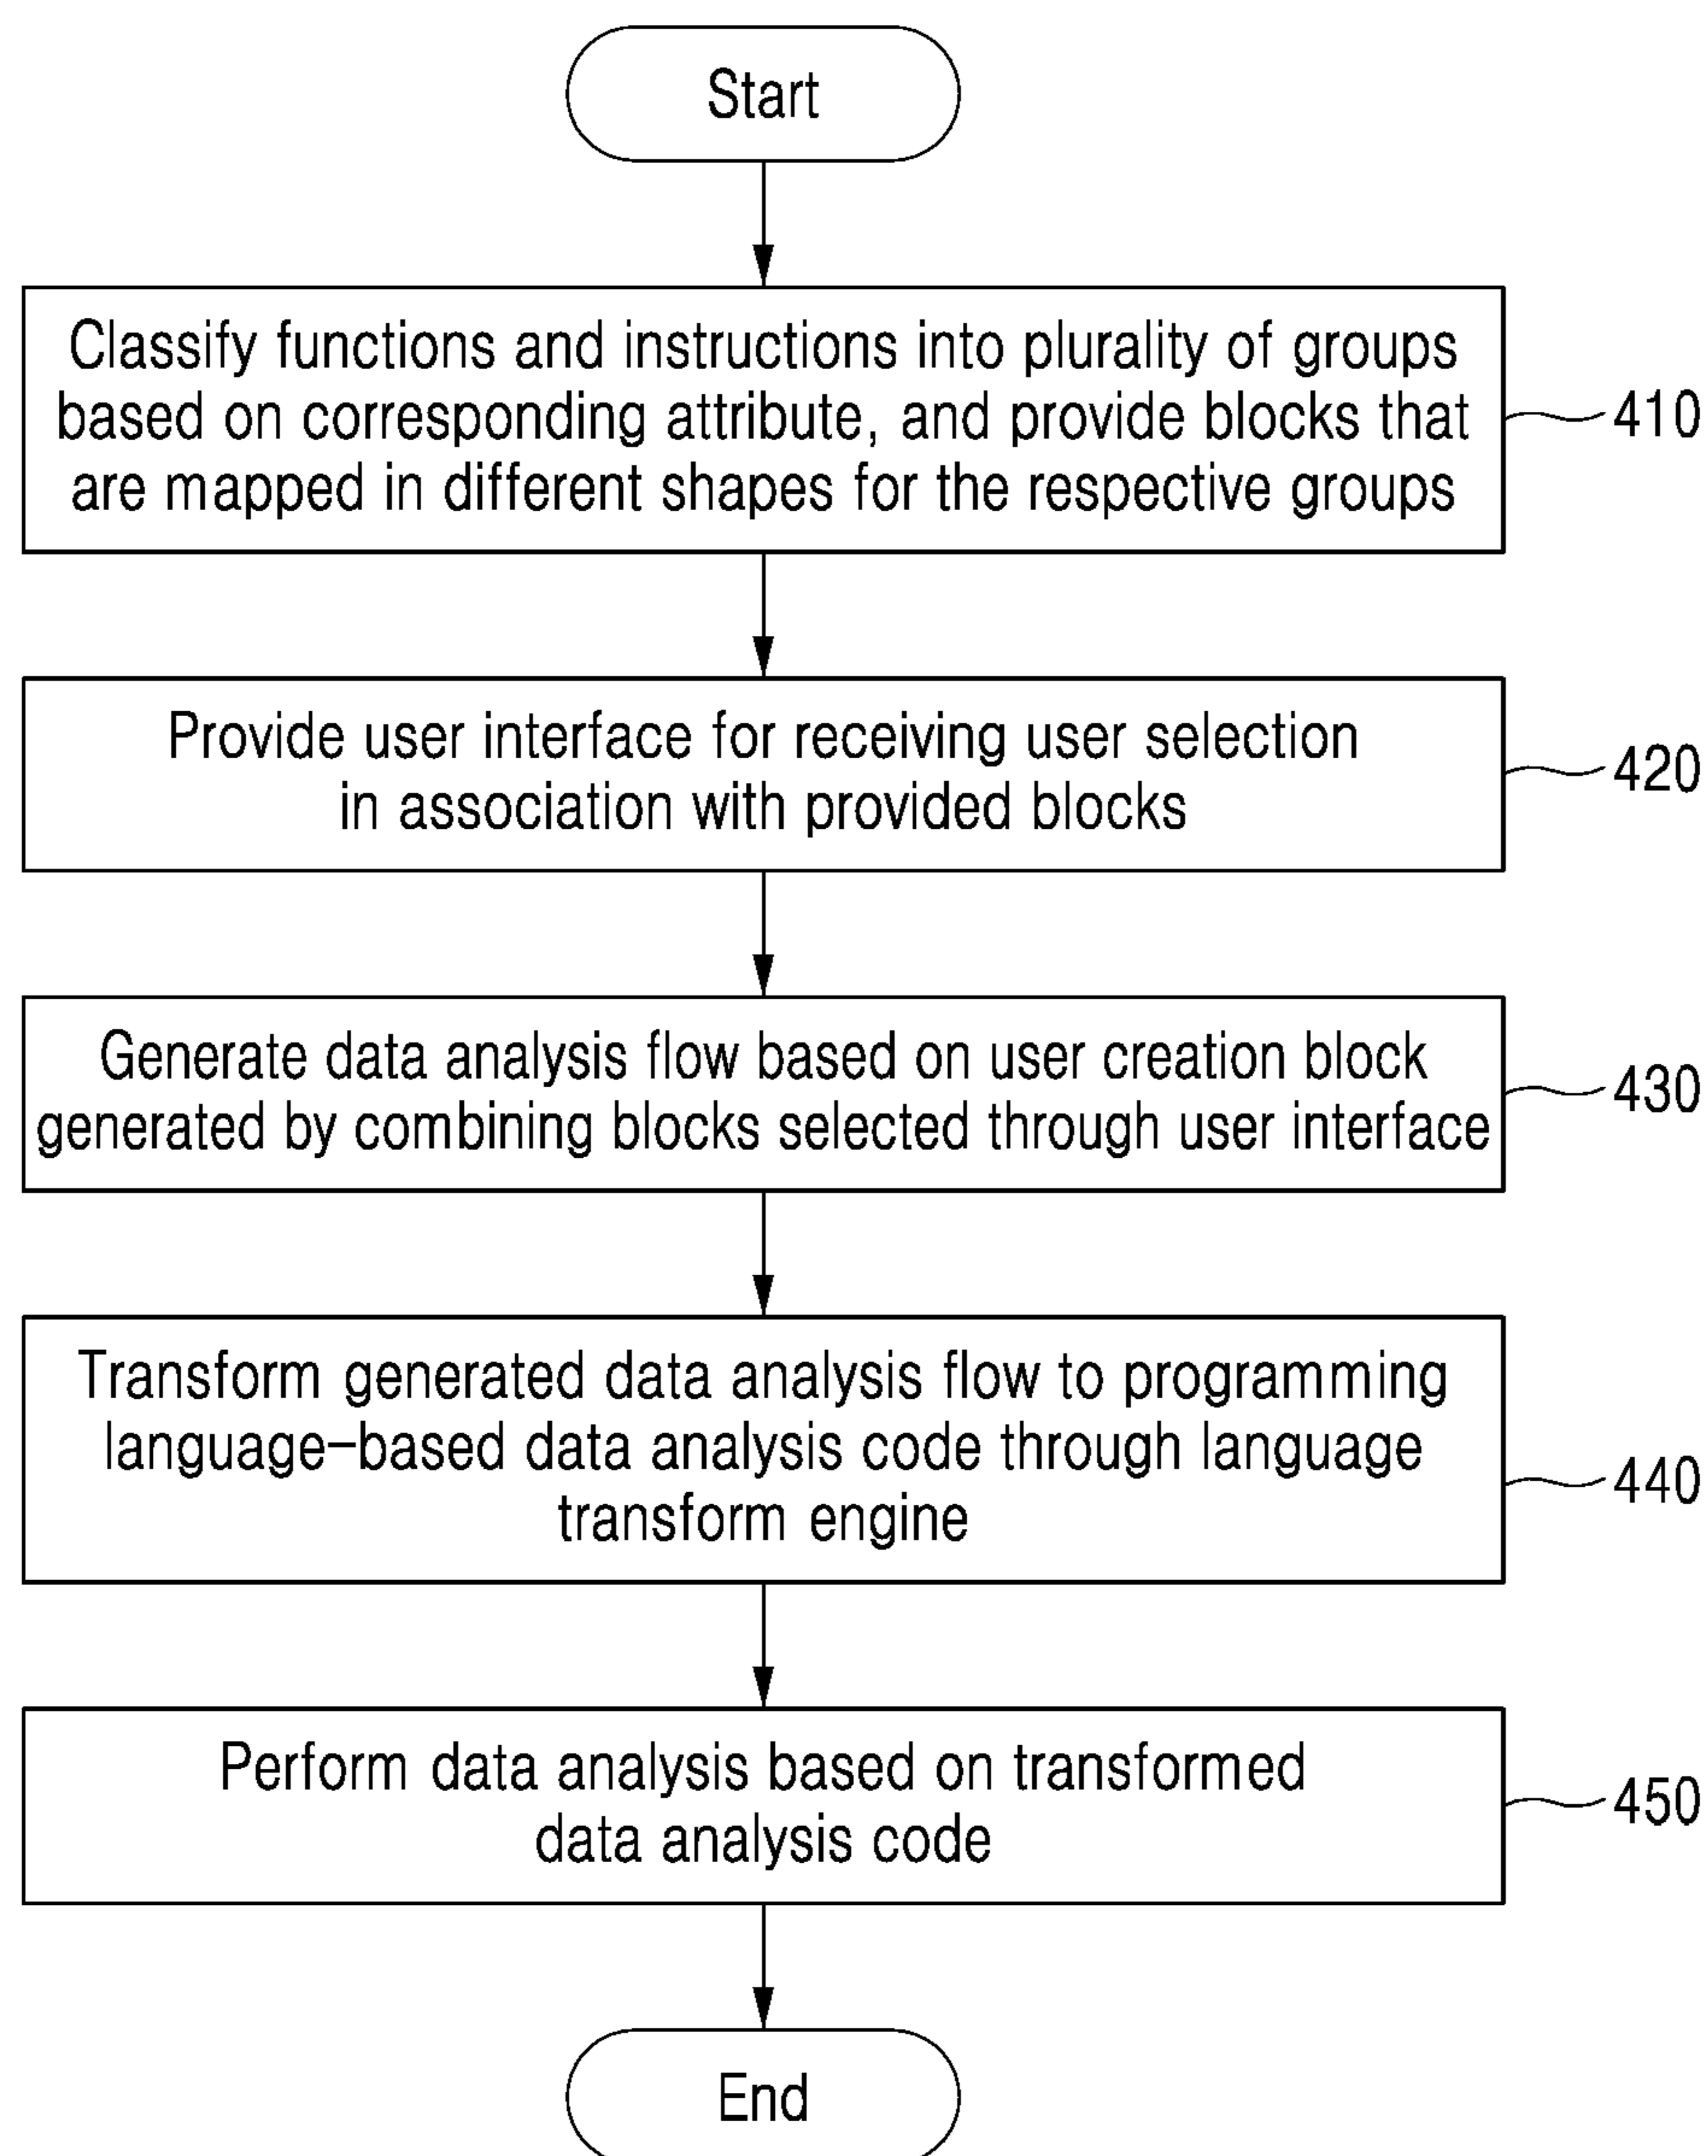 Start
Classify functions and instructions into plurality of groups
based on corresponding attribute, and provide blocks that
are mapped in different shapes for the respective groups
410
Provide user interface for receiving user selection
in association with provided blocks
420
Generate data analysis flow based on user creation block
generated by combining blocks selected through user interface
430
Transform generated data analysis flow to programming
language-based data analysis code through language
transform engine
440
Perform data analysis based on transformed
data analysis code
450
End